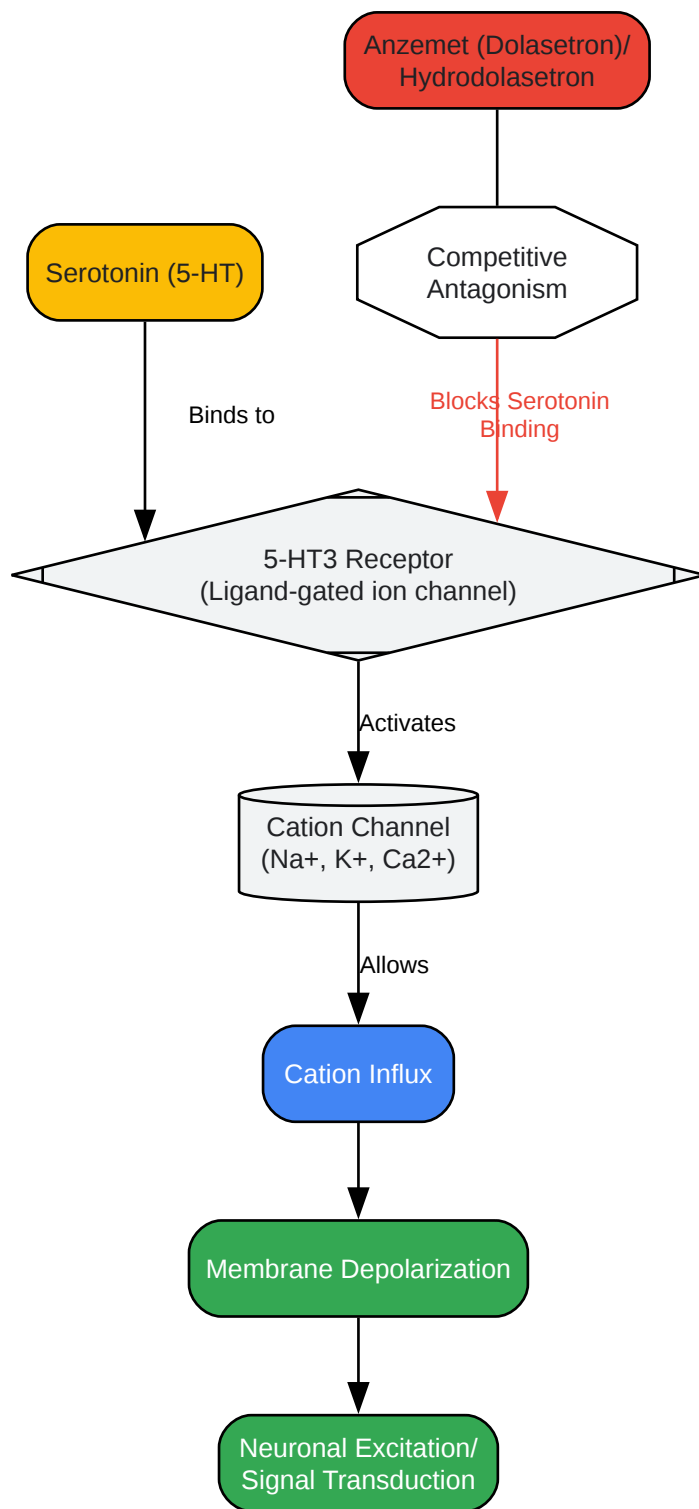 Anzemet (Dolasetron)/
Hydrodolasetron
Competitive
Antagonism
Serotonin (5-HT)
Binds to
Blocks Serotonin
Binding
5-HT3 Receptor
(Ligand-gated ion channel)
Activates
Cation Channel
(Na+, K+, Ca2+)
Allows
Cation Influx
Membrane Depolarization
Neuronal Excitation/
Signal Transduction